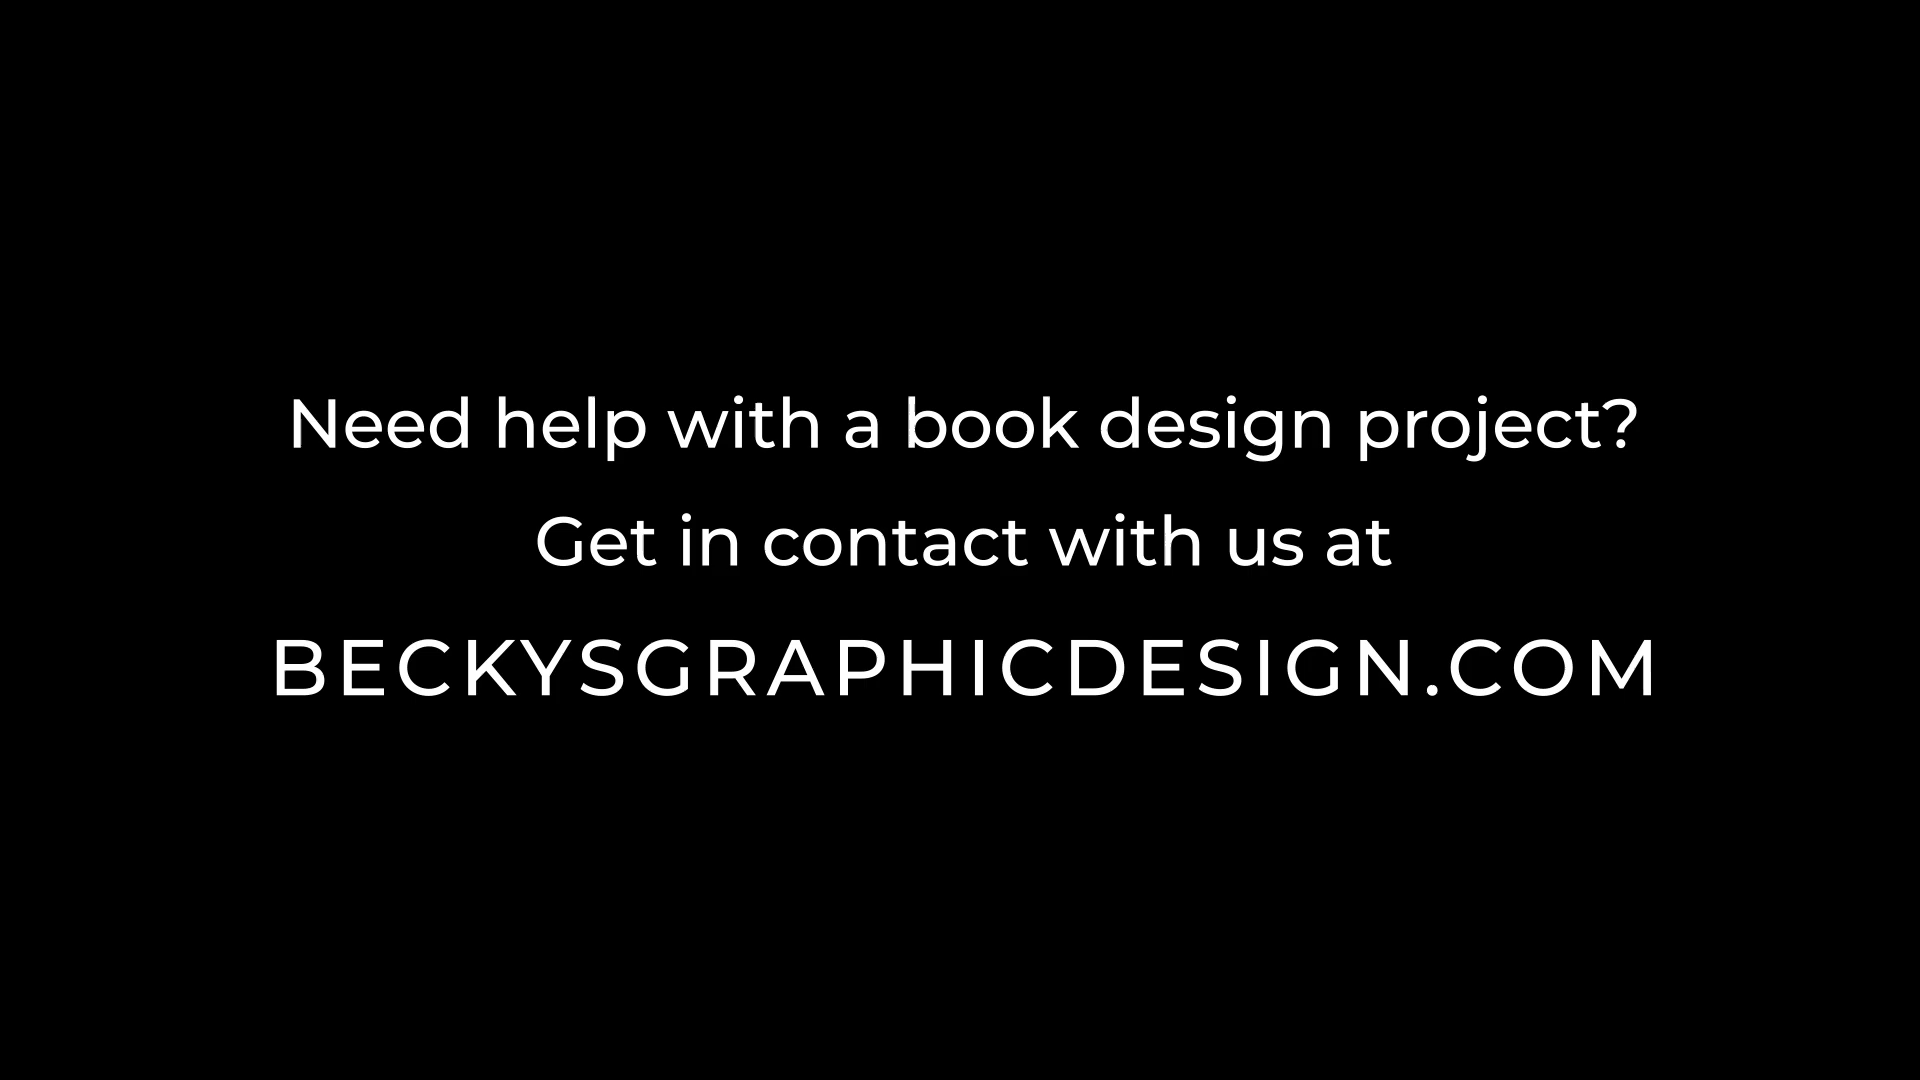 Need help with a book design project?
Get in contact with us at
BECKYSGRAPHICDESIGN.COM